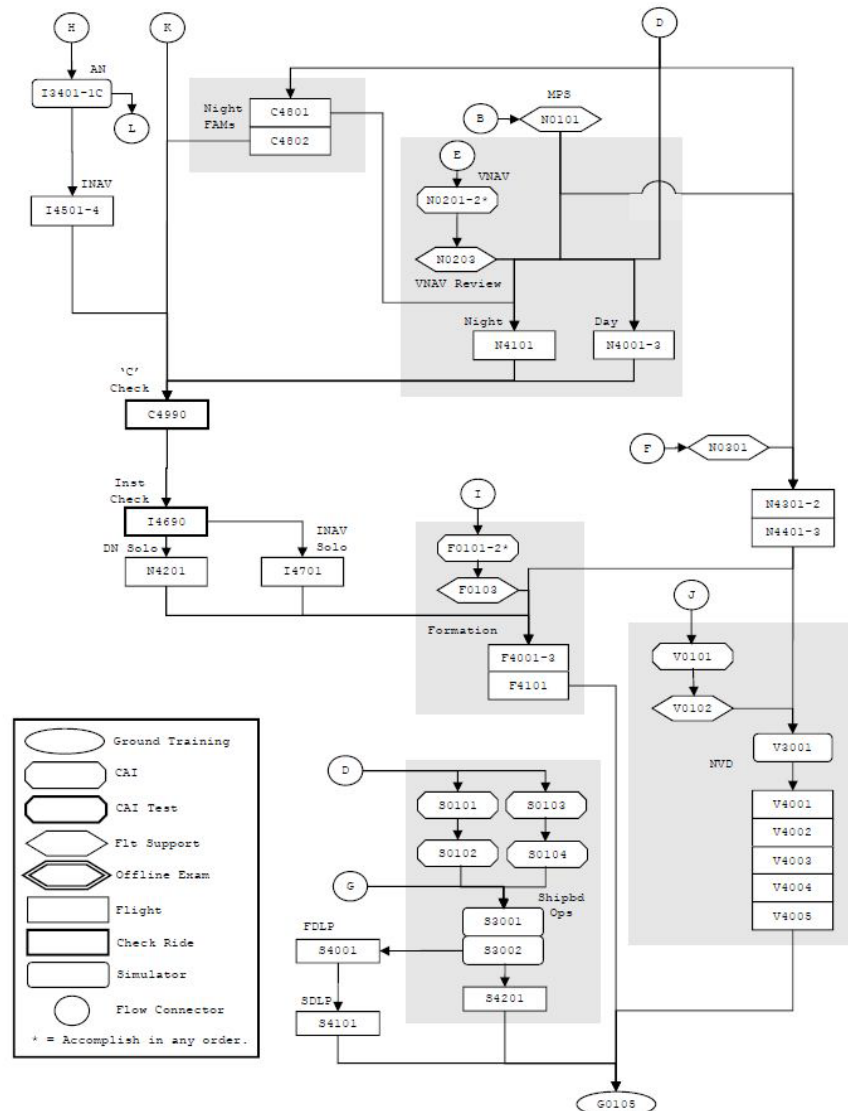 H
K
D
AN
I3401-1C
L
Night
FAMs
C4801
C4802
MPS
B
N0101
E
VNAV
N0201-2*
INAV
I4501-4
N0203
VNAV Review
Night
N4101
Day
N4001-3
'C'
Check
C4990
F
N0301
Inst
Check
I4690
I
N4301-2
N4401-3
DN Solo
N4201
INAV
Solo
I4701
F0101-2*
F0103
Formation
F4001-3
F4101
J
V0101
V0102
NVD
V3001
V4001
V4002
V4003
V4004
V4005
D
S0101
S0103
S0102
S0104
G
Shipbd
Ops
S3001
S3002
FDLP
S4001
SDLP
S4101
S4201
G0105
Ground Training
CAI
CAI Test
Flt Support
Offline Exam
Flight
Check Ride
Simulator
Flow Connector
* = Accomplish in any order.